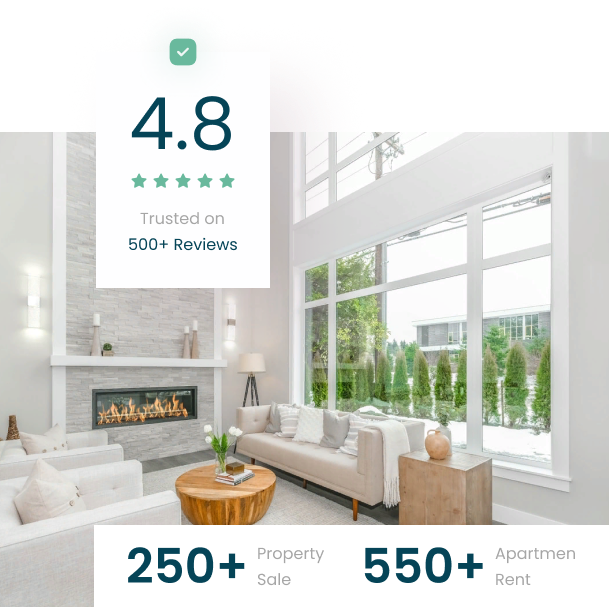 4.8
Trusted on
500+ Reviews
250+ Property
Sale
550+ Apartmen
Rent